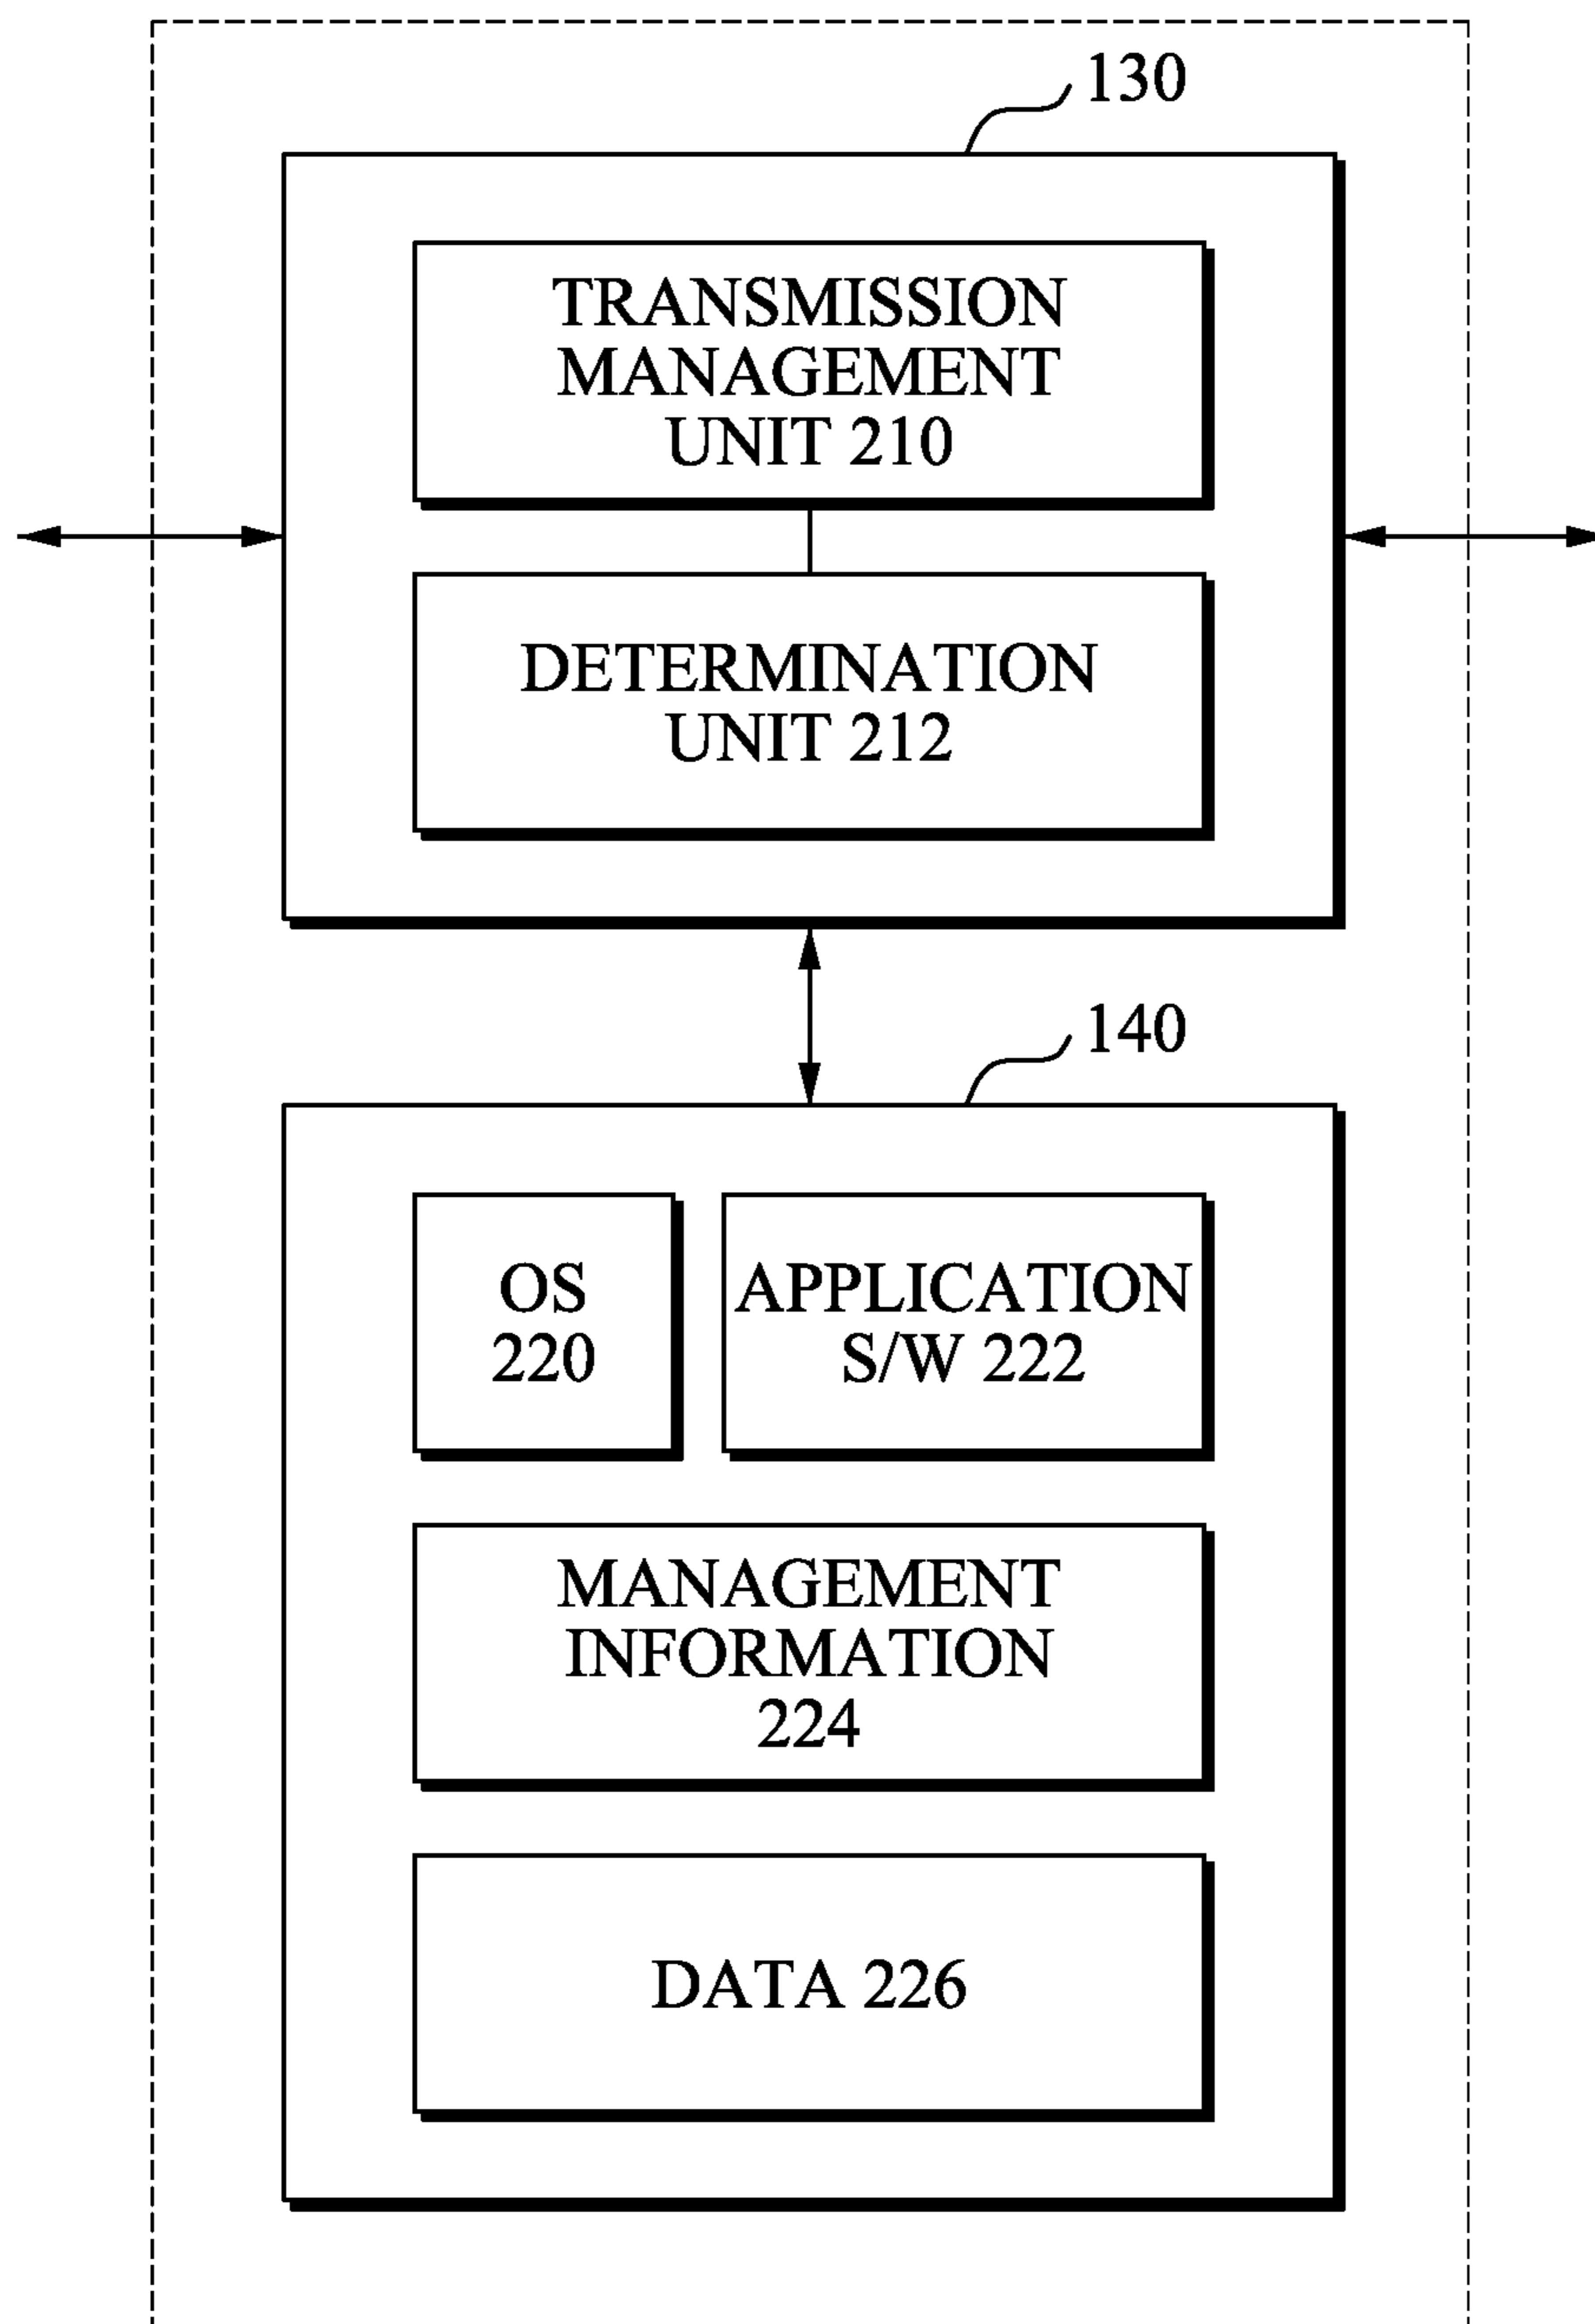 130
TRANSMISSION
MANAGEMENT
UNIT 210
DETERMINATION
UNIT 212
140
OS
220
APPLICATION
S/W 222
MANAGEMENT
INFORMATION
224
DATA 226